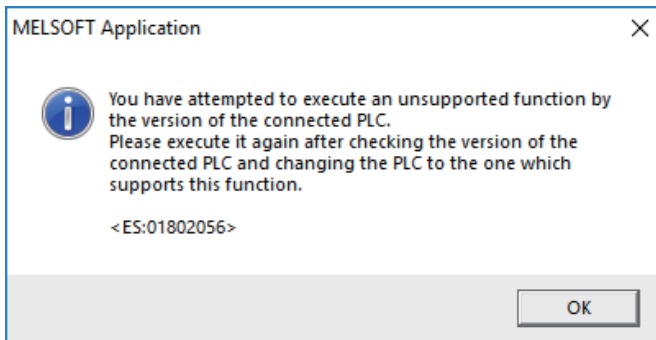 MELSOFT Application
You have attempted to execute an unsupported function by
the version of the connected PLC.
Please execute it again after checking the version of the
connected PLC and changing the PLC to the one which
supports this function.
<ES:01802056>
OK